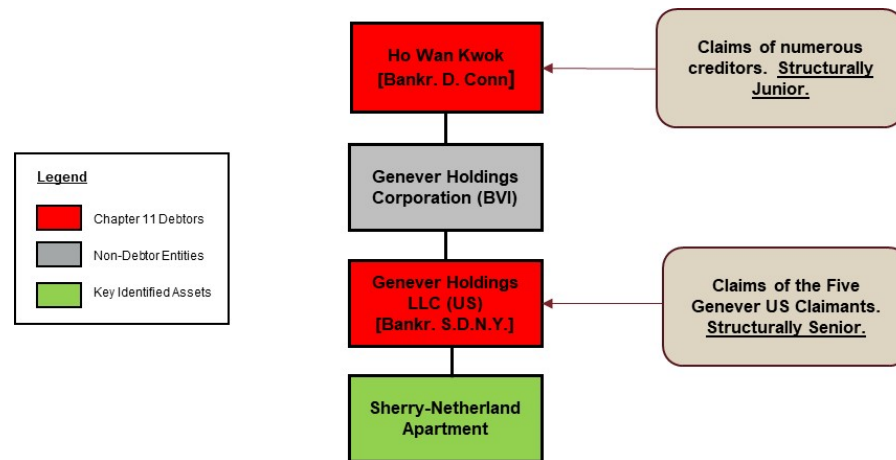 Ho Wan Kwok
[Bankr. D. Conn]
Claims of numerous
creditors. Structurally
Junior.
Genever Holdings
Corporation (BVI)
Legend
Chapter 11 Debtors
Non-Debtor Entities
Key Identified Assets
Genever Holdings
LLC (US)
[Bankr. S.D.N.Y.]
Claims of the Five
Genever US Claimants.
Structurally Senior.
Sherry-Netherland
Apartment